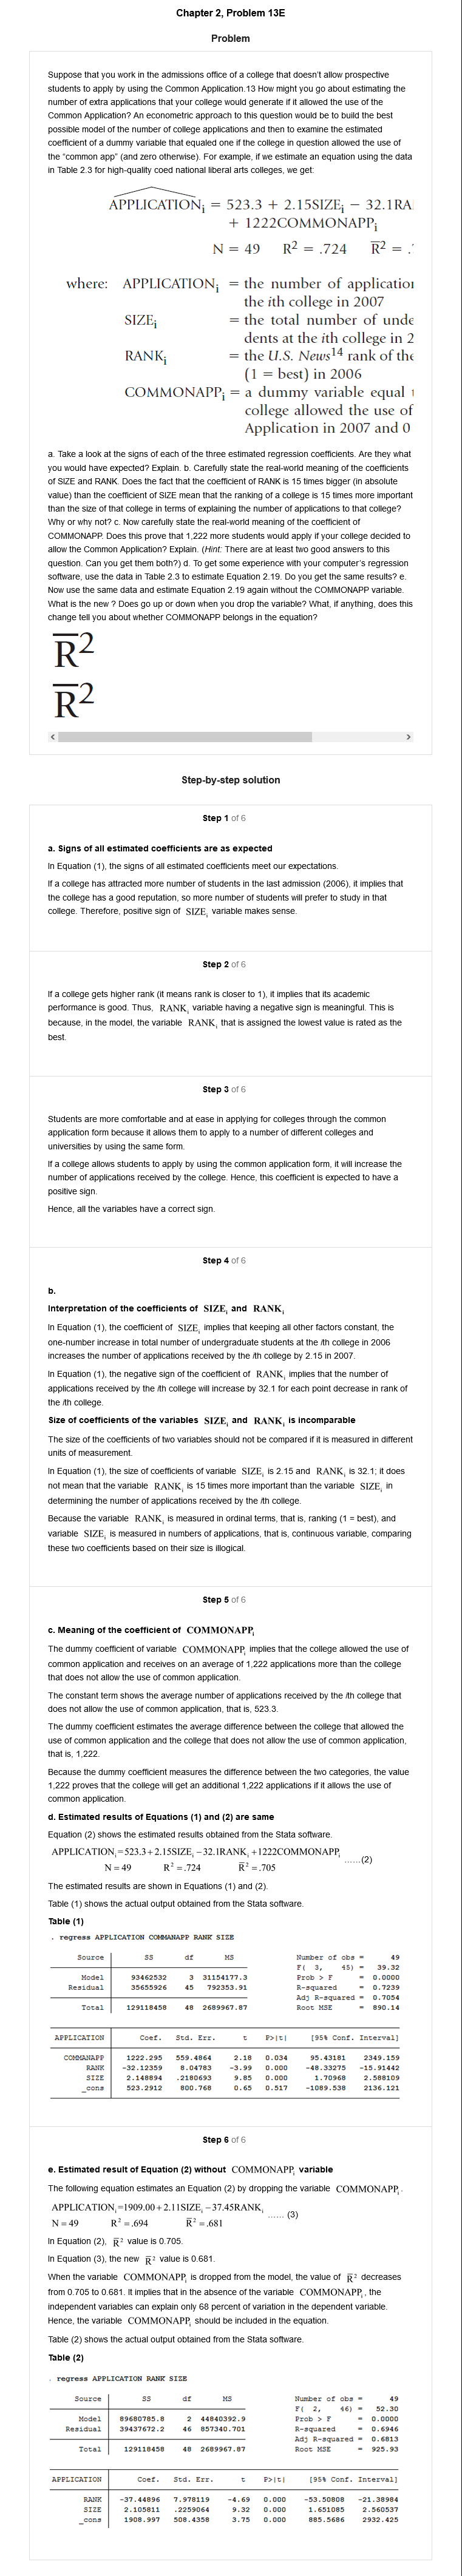 Chapter 2, Problem 13E
Problem
Suppose that you work in the admissions office of a college that doesn't allow prospective
students to apply by using the Common Application.13 How might you go about estimating the
number of extra applications that your college would generate if it allowed the use of the
Common Application? An econometric approach to this question would be to build the best
possible model of the number of college applications and then to examine the estimated
coefficient of a dummy variable that equaled one if the college in question allowed the use of
the "common app" (and zero otherwise). For example, if we estimate an equation using the data
in Table 2.3 for high-quality coed national liberal arts colleges, we get:
APPLICATIONi = 523.3 + 2.15SIZEi − 32.1RA
+ 1222COMMONAPPi
N = 49 R² = .724 R̅² = .
where: APPLICATIONi = the number of application
the ith college in 2007
SIZEi = the total number of unde
dents at the ith college in 2
RANKi = the U.S. News14 rank of the
(1 = best) in 2006
COMMONAPPi = a dummy variable equal t
college allowed the use of
Application in 2007 and 0
a. Take a look at the signs of each of the three estimated regression coefficients. Are they what
you would have expected? Explain. b. Carefully state the real-world meaning of the coefficients
of SIZE and RANK. Does the fact that the coefficient of RANK is 15 times bigger (in absolute
value) than the coefficient of SIZE mean that the ranking of a college is 15 times more important
than the size of that college in terms of explaining the number of applications to that college?
Why or why not? c. Now carefully state the real-world meaning of the coefficient of
COMMONAPP. Does this prove that 1,222 more students would apply if your college decided to
allow the Common Application? Explain. (Hint: There are at least two good answers to this
question. Can you get them both?) d. To get some experience with your computer's regression
software, use the data in Table 2.3 to estimate Equation 2.19. Do you get the same results? e.
Now use the same data and estimate Equation 2.19 again without the COMMONAPP variable.
What is the new ? Does go up or down when you drop the variable? What, if anything, does this
change tell you about whether COMMONAPP belongs in the equation?
R̅²
R̅²
Step-by-step solution
Step 1 of 6
a. Signs of all estimated coefficients are as expected
In Equation (1), the signs of all estimated coefficients meet our expectations.
If a college has attracted more number of students in the last admission (2006), it implies that
the college has a good reputation, so more number of students will prefer to study in that
college. Therefore, positive sign of SIZEi variable makes sense.
Step 2 of 6
If a college gets higher rank (it means rank is closer to 1), it implies that its academic
performance is good. Thus, RANKi variable having a negative sign is meaningful. This is
because, in the model, the variable RANKi that is assigned the lowest value is rated as the
best.
Step 3 of 6
Students are more comfortable and at ease in applying for colleges through the common
application form because it allows them to apply to a number of different colleges and
universities by using the same form.
If a college allows students to apply by using the common application form, it will increase the
number of applications received by the college. Hence, this coefficient is expected to have a
positive sign.
Hence, all the variables have a correct sign.
Step 4 of 6
b.
Interpretation of the coefficients of SIZEi and RANKi
In Equation (1), the coefficient of SIZEi implies that keeping all other factors constant, the
one-number increase in total number of undergraduate students at the ith college in 2006
increases the number of applications received by the ith college by 2.15 in 2007.
In Equation (1), the negative sign of the coefficient of RANKi implies that the number of
applications received by the ith college will increase by 32.1 for each point decrease in rank of
the ith college.
Size of coefficients of the variables SIZEi and RANKi is incomparable
The size of the coefficients of two variables should not be compared if it is measured in different
units of measurement.
In Equation (1), the size of coefficients of variable SIZEi is 2.15 and RANKi is 32.1; it does
not mean that the variable RANKi is 15 times more important than the variable SIZEi in
determining the number of applications received by the ith college.
Because the variable RANKi is measured in ordinal terms, that is, ranking (1 = best), and
variable SIZEi is measured in numbers of applications, that is, continuous variable, comparing
these two coefficients based on their size is illogical.
Step 5 of 6
c. Meaning of the coefficient of COMMONAPPi
The dummy coefficient of variable COMMONAPPi implies that the college allowed the use of
common application and receives on an average of 1,222 applications more than the college
that does not allow the use of common application.
The constant term shows the average number of applications received by the ith college that
does not allow the use of common application, that is, 523.3.
The dummy coefficient estimates the average difference between the college that allowed the
use of common application and the college that does not allow the use of common application,
that is, 1,222.
Because the dummy coefficient measures the difference between the two categories, the value
1,222 proves that the college will get an additional 1,222 applications if it allows the use of
common application.
d. Estimated results of Equations (1) and (2) are same
Equation (2) shows the estimated results obtained from the Stata software.
APPLICATIONi=523.3+2.15SIZEi −32.1RANKi +1222COMMONAPPi
......(2)
N=49 R² =.724 R̅² =.705
The estimated results are shown in Equations (1) and (2).
Table (1) shows the actual output obtained from the Stata software.
Table (1)
. regress APPLICATION COMMANAPP RANK SIZE
Source SS df MS Number of obs = 49
F( 3, 45) = 39.32
Model 93462532 3 31154177.3 Prob > F = 0.0000
Residual 35655926 45 792353.91 R-squared = 0.7239
Adj R-squared = 0.7054
Total 129118458 48 2689967.87 Root MSE = 890.14
APPLICATION Coef. Std. Err. t P>|t| [95% Conf. Interval]
COMMANAPP 1222.295 559.4864 2.18 0.034 95.43181 2349.159
RANK -32.12359 8.04783 -3.99 0.000 -48.33275 -15.91442
SIZE 2.148894 .2180693 9.85 0.000 1.70968 2.588109
_cons 523.2912 800.768 0.65 0.517 -1089.538 2136.121
Step 6 of 6
e. Estimated result of Equation (2) without COMMONAPPi variable
The following equation estimates an Equation (2) by dropping the variable COMMONAPPi .
APPLICATIONi=1909.00+2.11SIZEi −37.45RANKi
...... (3)
N=49 R² =.694 R̅² =.681
In Equation (2), R̅² value is 0.705.
In Equation (3), the new R̅² value is 0.681.
When the variable COMMONAPPi is dropped from the model, the value of R̅² decreases
from 0.705 to 0.681. It implies that in the absence of the variable COMMONAPPi , the
independent variables can explain only 68 percent of variation in the dependent variable.
Hence, the variable COMMONAPPi should be included in the equation.
Table (2) shows the actual output obtained from the Stata software.
Table (2)
. regress APPLICATION RANK SIZE
Source SS df MS Number of obs = 49
F( 2, 46) = 52.30
Model 89680785.8 2 44840392.9 Prob > F = 0.0000
Residual 39437672.2 46 857340.701 R-squared = 0.6946
Adj R-squared = 0.6813
Total 129118458 48 2689967.87 Root MSE = 925.93
APPLICATION Coef. Std. Err. t P>|t| [95% Conf. Interval]
RANK -37.44896 7.978119 -4.69 0.000 -53.50808 -21.38984
SIZE 2.105811 .2259064 9.32 0.000 1.651085 2.560537
_cons 1908.997 508.4358 3.75 0.000 885.5686 2932.425